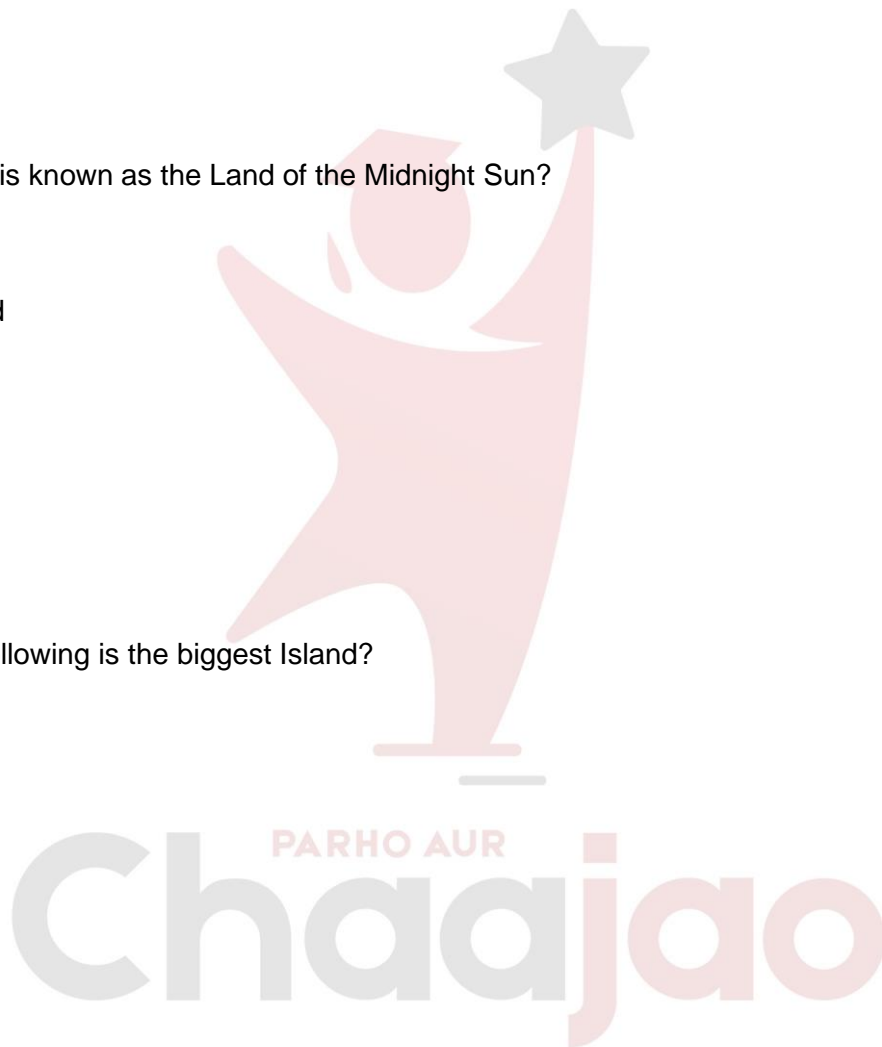 is known as the Land of the Midnight Sun?
llowing is the biggest Island?
PARHO AUR
Chaajao